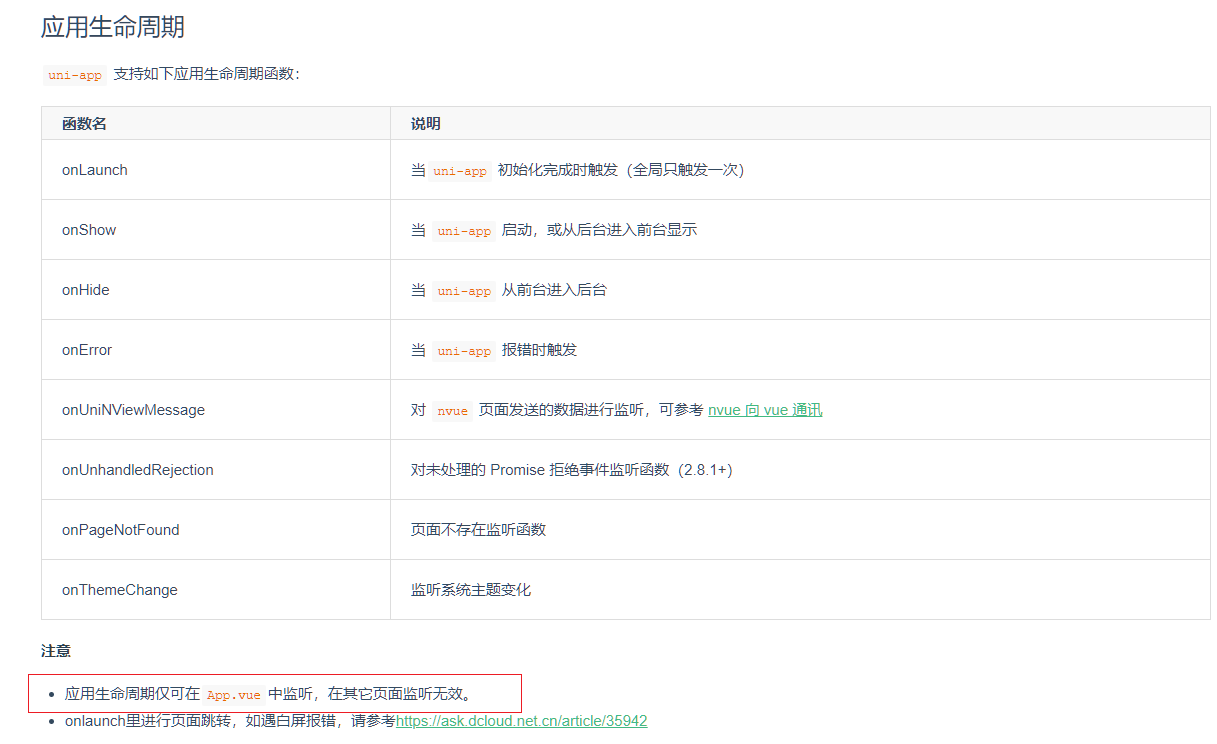 应用生命周期
uni-app 支持如下应用生命周期函数：
函数名 说明
onLaunch 当 uni-app 初始化完成时触发（全局只触发一次）
onShow 当 uni-app 启动，或从后台进入前台显示
onHide 当 uni-app 从前台进入后台
onError 当 uni-app 报错时触发
onUniNViewMessage 对 nvue 页面发送的数据进行监听，可参考 nvue 向 vue 通讯
onUnhandledRejection 对未处理的 Promise 拒绝事件监听函数（2.8.1+）
onPageNotFound 页面不存在监听函数
onThemeChange 监听系统主题变化
注意
• 应用生命周期仅可在 App.vue 中监听，在其它页面监听无效。
• onlaunch里进行页面跳转，如遇白屏报错，请参考https://ask.dcloud.net.cn/article/35942